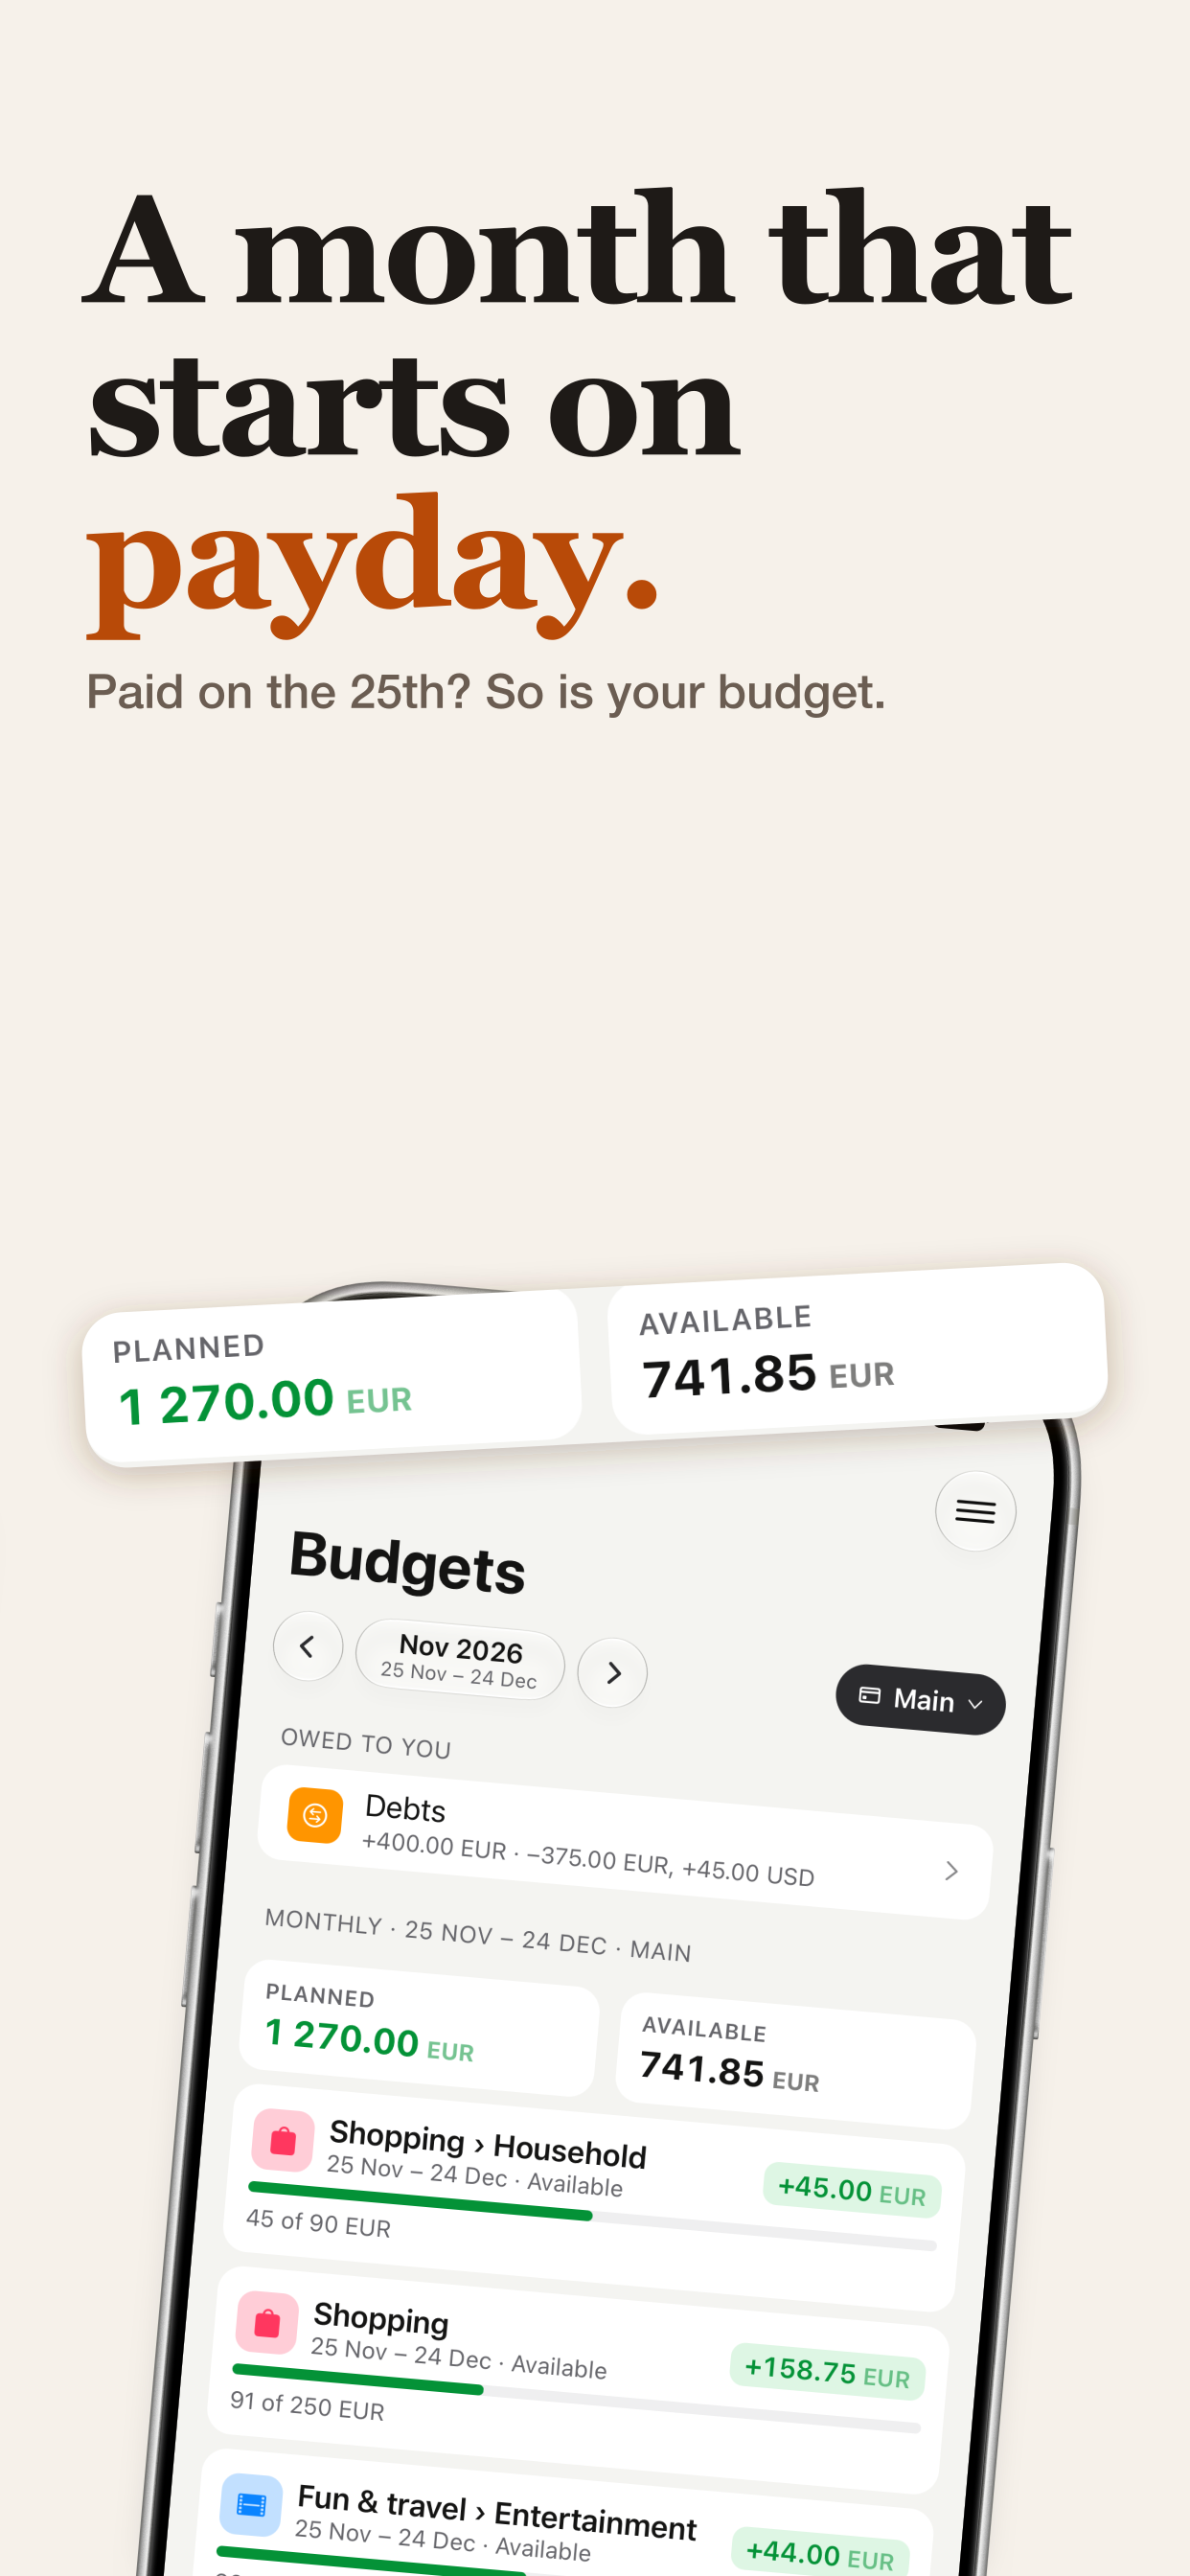 A month that
starts on
payday.
Paid on the 25th? So is your budget.
PLANNED
1 270.00 EUR
AVAILABLE
741.85 EUR
Budgets
Nov 2026
25 Nov – 24 Dec
Main
OWED TO YOU
Debts
+400.00 EUR · −375.00 EUR, +45.00 USD
MONTHLY · 25 NOV – 24 DEC · MAIN
PLANNED
1 270.00 EUR
AVAILABLE
741.85 EUR
Shopping › Household
25 Nov – 24 Dec · Available
+45.00 EUR
45 of 90 EUR
Shopping
25 Nov – 24 Dec · Available
+158.75 EUR
91 of 250 EUR
Fun & travel › Entertainment
25 Nov – 24 Dec · Available
+44.00 EUR